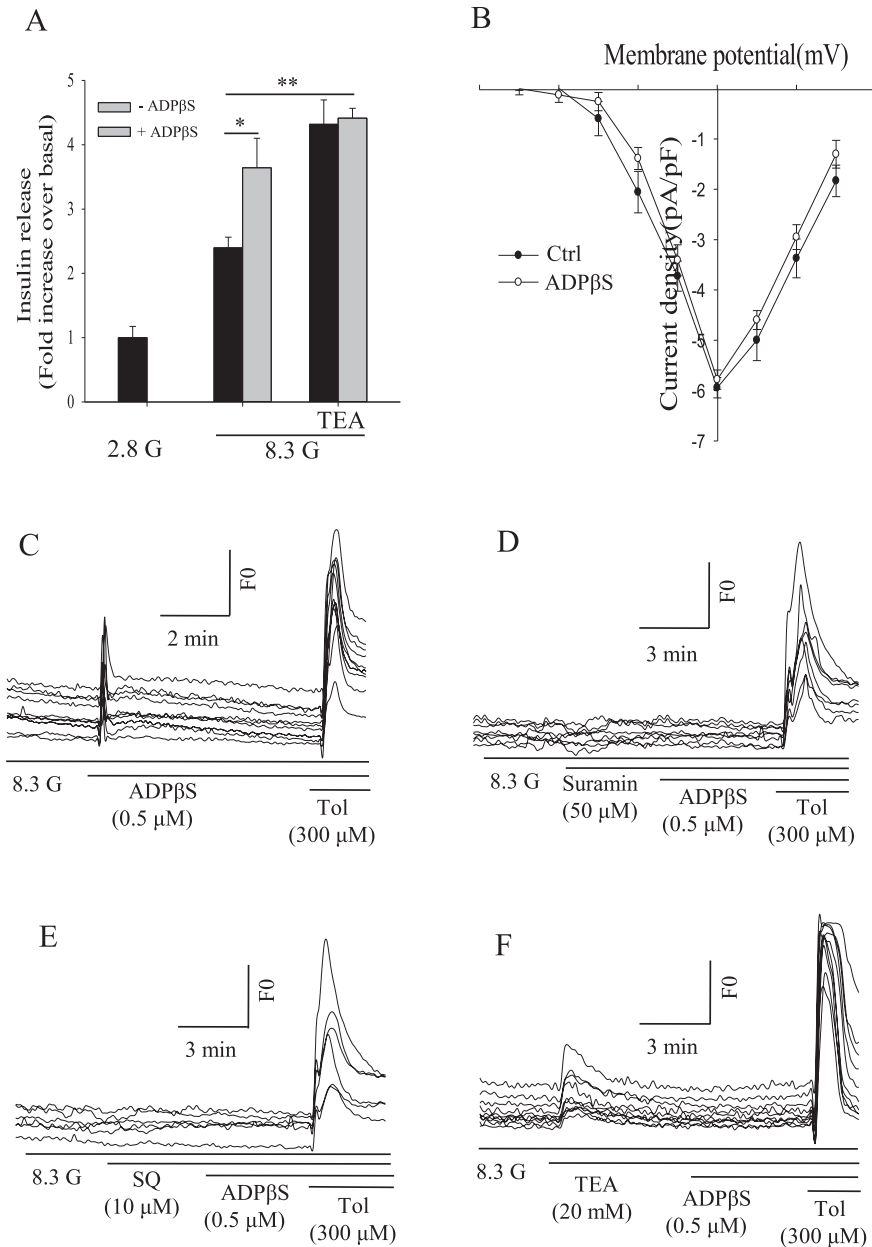 A
Insulin release
(Fold increase over basal)
5
4
3
2
1
0
- ADPβS
+ ADPβS
*
**
TEA
2.8 G
8.3 G
B
Membrane potential(mV)
Current density(pA/pF)
-1
-2
-3
-4
-5
-6
-7
Ctrl
ADPβS
C
F0
2 min
8.3 G
ADPβS
(0.5 μM)
Tol
(300 μM)
D
F0
3 min
8.3 G
Suramin
(50 μM)
ADPβS
(0.5 μM)
Tol
(300 μM)
E
F0
3 min
8.3 G
SQ
(10 μM)
ADPβS
(0.5 μM)
Tol
(300 μM)
F
F0
3 min
8.3 G
TEA
(20 mM)
ADPβS
(0.5 μM)
Tol
(300 μM)